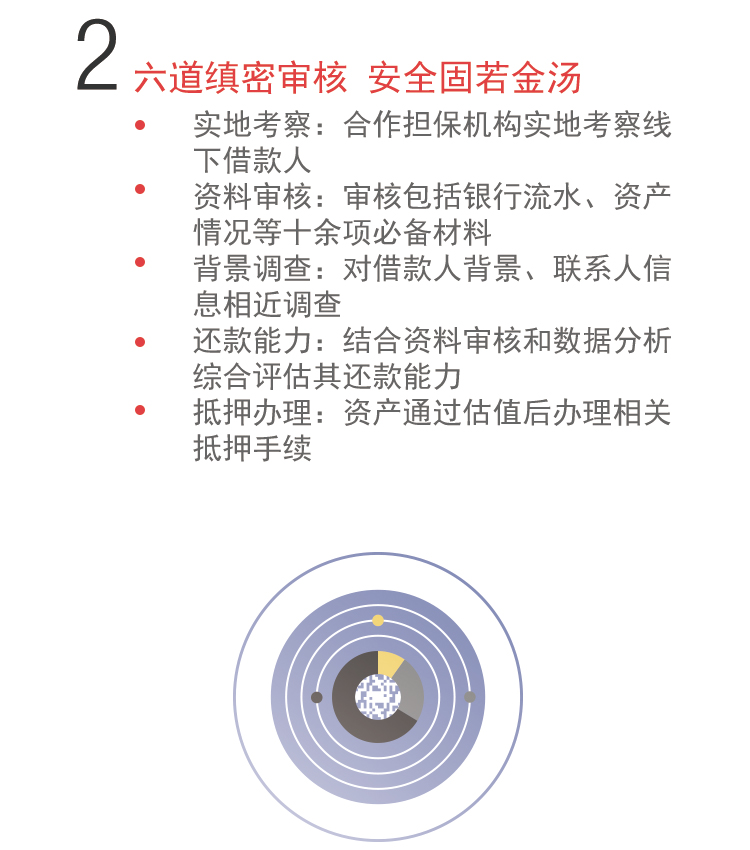 2
六道缜密审核 安全固若金汤
实地考察：合作担保机构实地考察线
下借款人
资料审核：审核包括银行流水、资产
情况等十余项必备材料
背景调查：对借款人背景、联系人信
息相近调查
还款能力：结合资料审核和数据分析
综合评估其还款能力
抵押办理：资产通过估值后办理相关
抵押手续